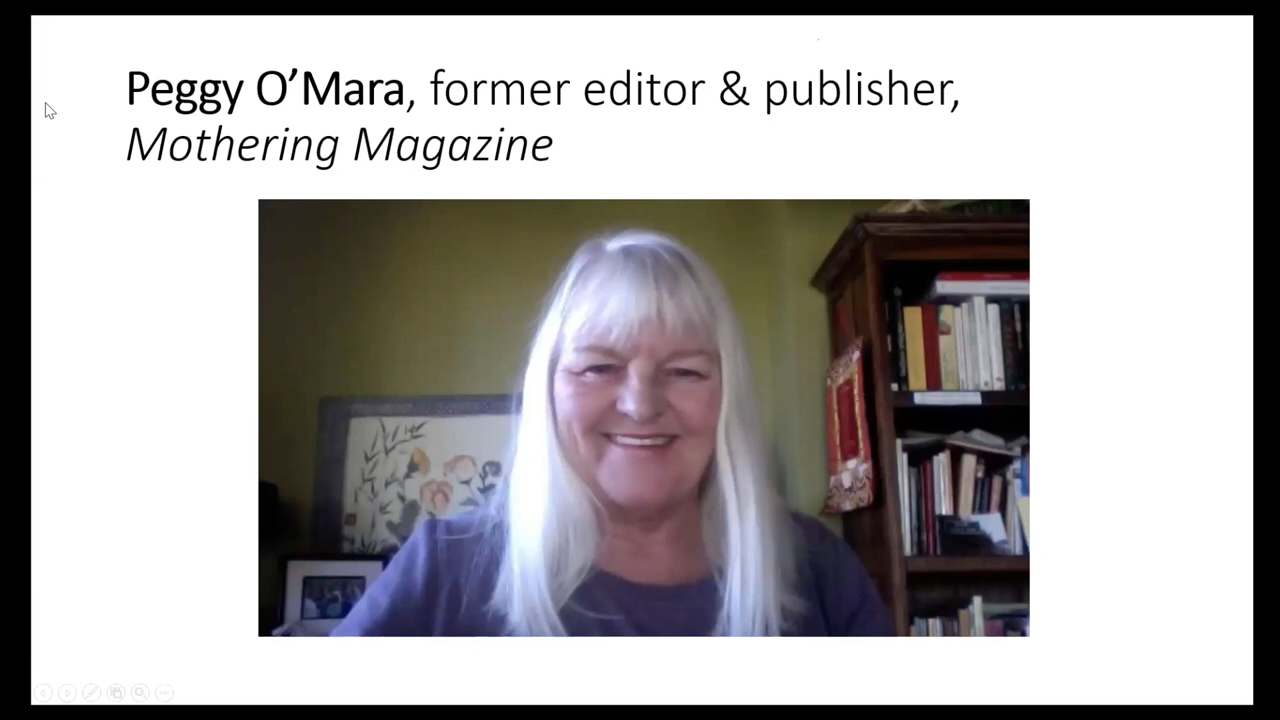 Peggy O’Mara, former editor & publisher,
Mothering Magazine